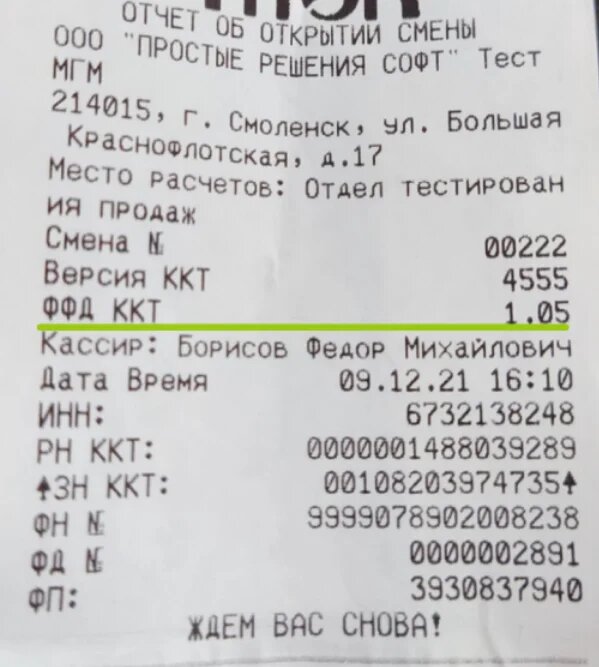 ОТЧЕТ ОБ ОТКРЫТИИ СМЕНЫ
ООО "ПРОСТЫЕ РЕШЕНИЯ СОФТ" Тест
МГМ
214015, г. Смоленск, ул. Большая
Краснофлотская, д.17
Место расчетов: Отдел тестирован
ия продаж
Смена № 00222
Версия ККТ 4555
ФФД ККТ 1.05
Кассир: Борисов Федор Михайлович
Дата Время 09.12.21 16:10
ИНН: 6732138248
РН ККТ: 0000001488039289
ЗН ККТ: 00108203974735
ФН № 9999078902008238
ФД № 0000002891
ФП: 3930837940
ЖДЕМ ВАС СНОВА!